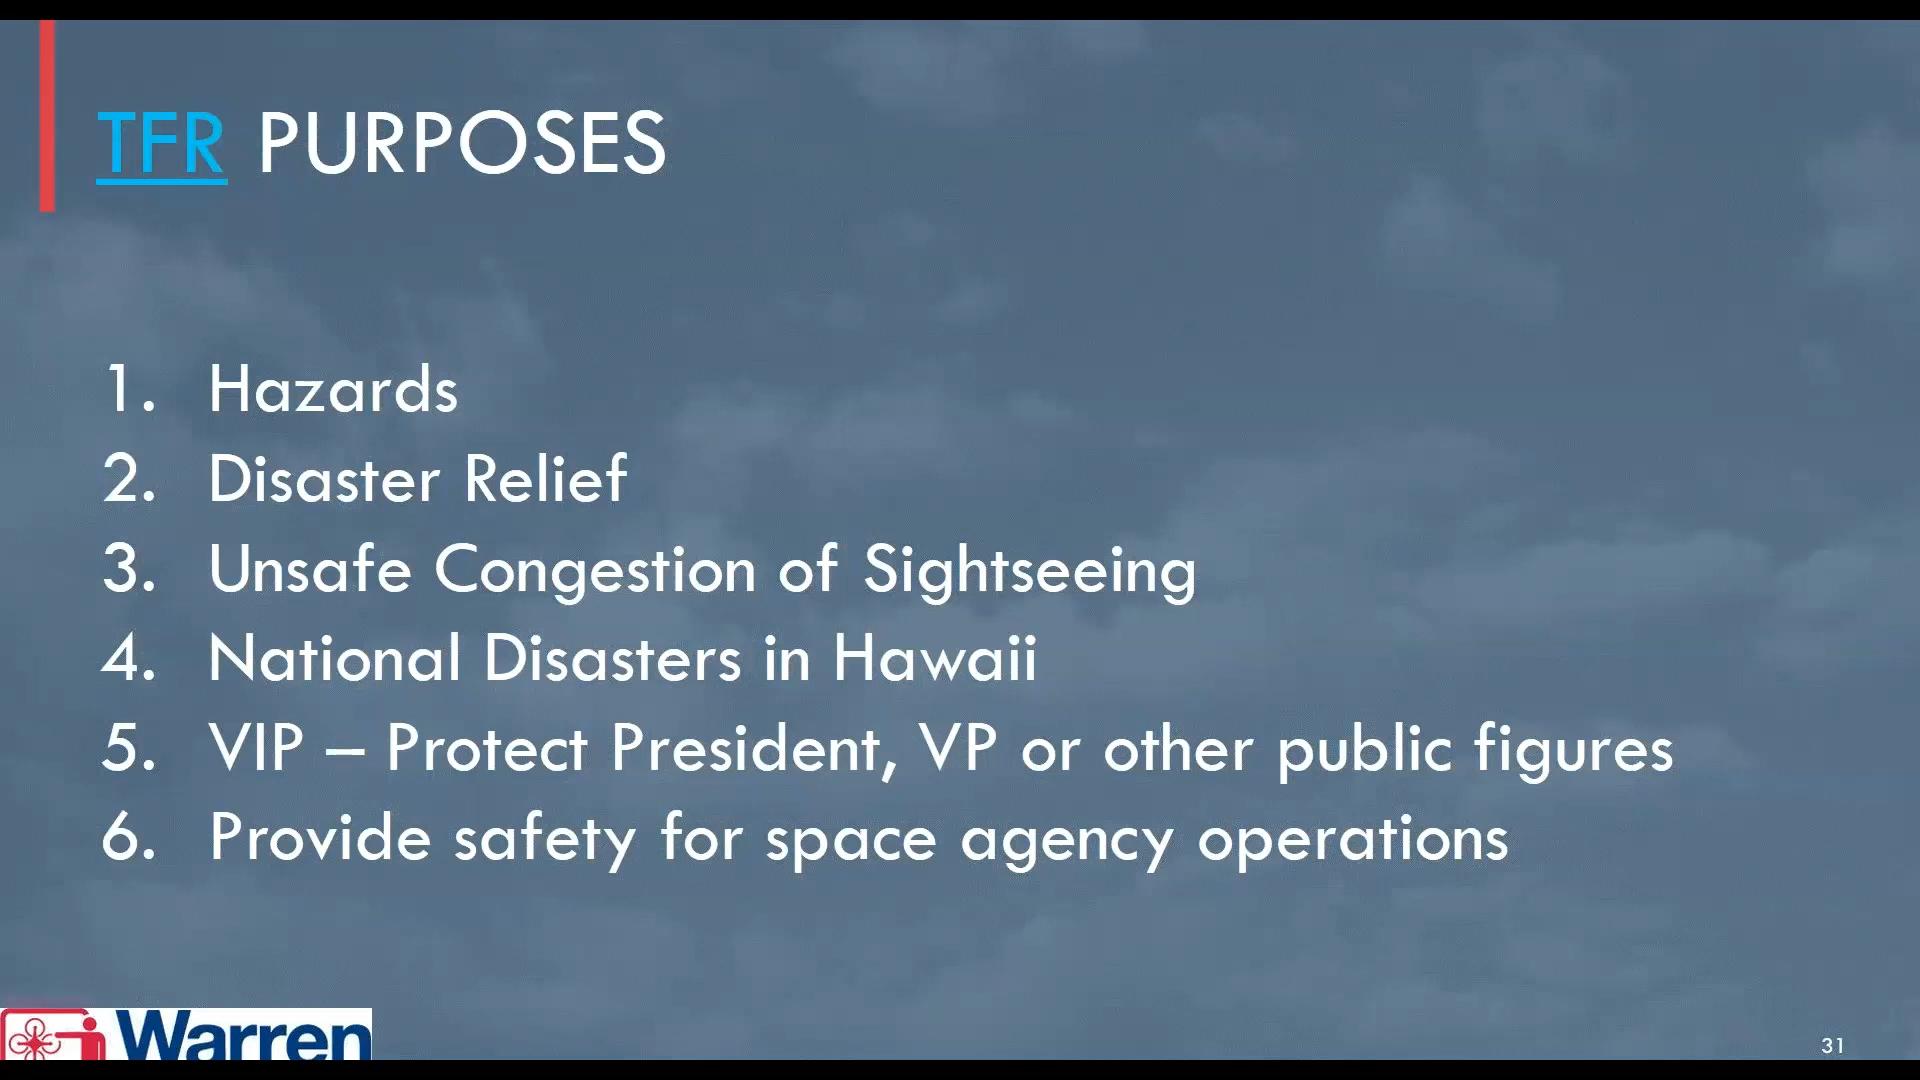 TFR PURPOSES
1. Hazards
2. Disaster Relief
3. Unsafe Congestion of Sightseeing
4. National Disasters in Hawaii
5. VIP – Protect President, VP or other public figures
6. Provide safety for space agency operations
Warren
31